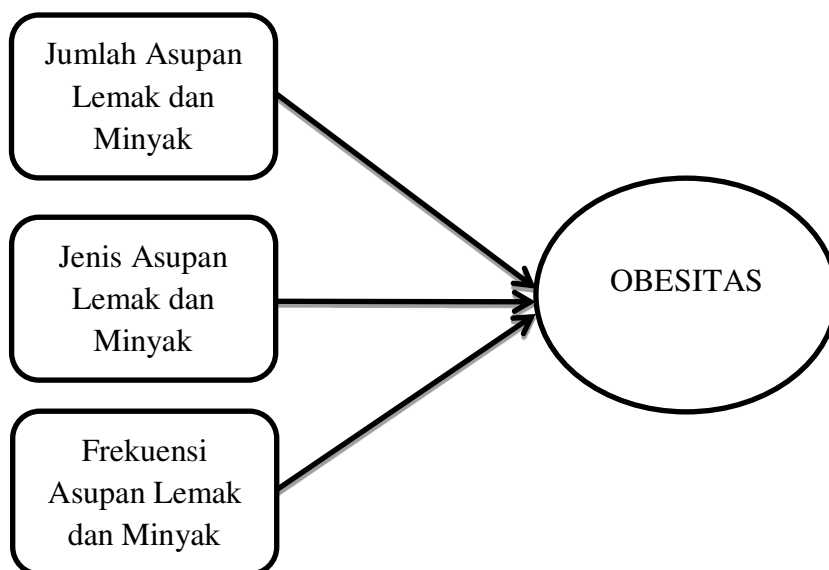 Jumlah Asupan
Lemak dan
Minyak
Jenis Asupan
Lemak dan
Minyak
OBESITAS
Frekuensi
Asupan Lemak
dan Minyak